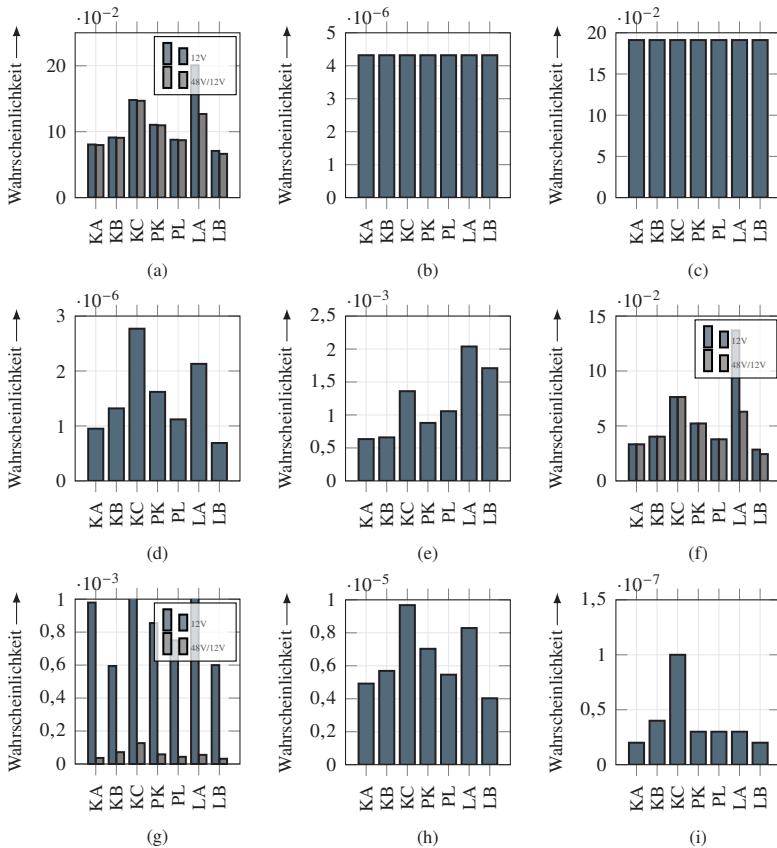 ·10⁻²
Wahrscheinlichkeit
20
10
0
12V
48V/12V
KA KB KC PK PL LA LB
(a)
·10⁻⁶
Wahrscheinlichkeit
5
4
3
2
1
0
KA KB KC PK PL LA LB
(b)
·10⁻²
Wahrscheinlichkeit
20
15
10
5
0
KA KB KC PK PL LA LB
(c)
·10⁻⁶
Wahrscheinlichkeit
3
2
1
0
KA KB KC PK PL LA LB
(d)
·10⁻³
Wahrscheinlichkeit
2,5
2
1.5
1
0,5
0
KA KB KC PK PL LA LB
(e)
·10⁻²
Wahrscheinlichkeit
15
10
5
0
12V
48V/12V
KA KB KC PK PL LA LB
(f)
·10⁻³
Wahrscheinlichkeit
1
0,8
0,6
0,4
0,2
0
12V
48V/12V
KA KB KC PK PL LA LB
(g)
·10⁻⁵
Wahrscheinlichkeit
1
0,8
0,6
0,4
0,2
0
KA KB KC PK PL LA LB
(h)
·10⁻⁷
Wahrscheinlichkeit
1,5
1
0,5
0
KA KB KC PK PL LA LB
(i)